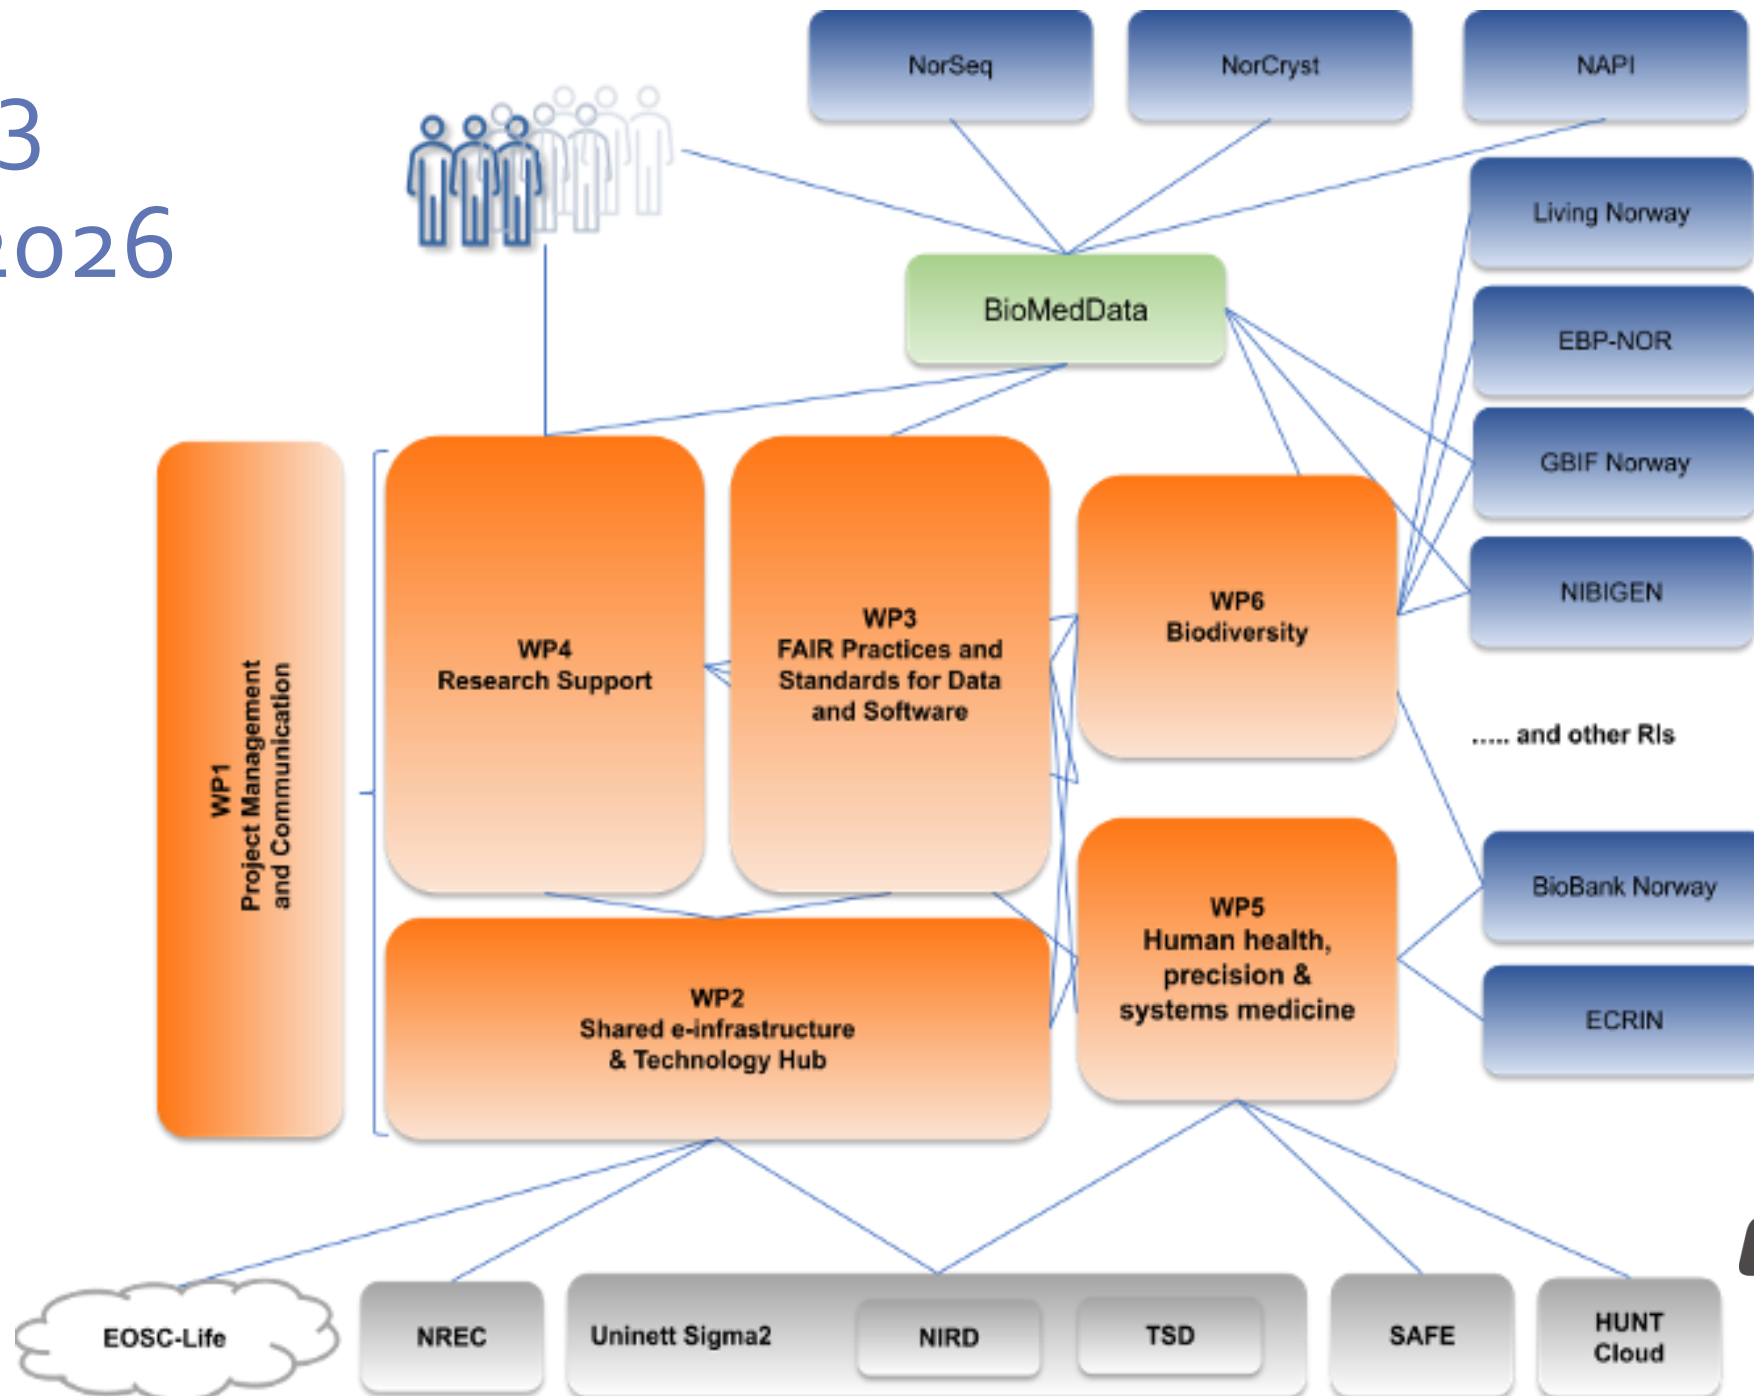 3
2026
NorSeq
NorCryst
NAPI
Living Norway
BioMedData
EBP-NOR
GBIF Norway
NIBIGEN
WP1
Project Management
and Communication
WP4
Research Support
WP3
FAIR Practices and
Standards for Data
and Software
WP6
Biodiversity
..... and other RIs
BioBank Norway
WP5
Human health,
precision &
systems medicine
WP2
Shared e-infrastructure
& Technology Hub
ECRIN
EOSC-Life
NREC
Uninett Sigma2
NIRD
TSD
SAFE
HUNT
Cloud